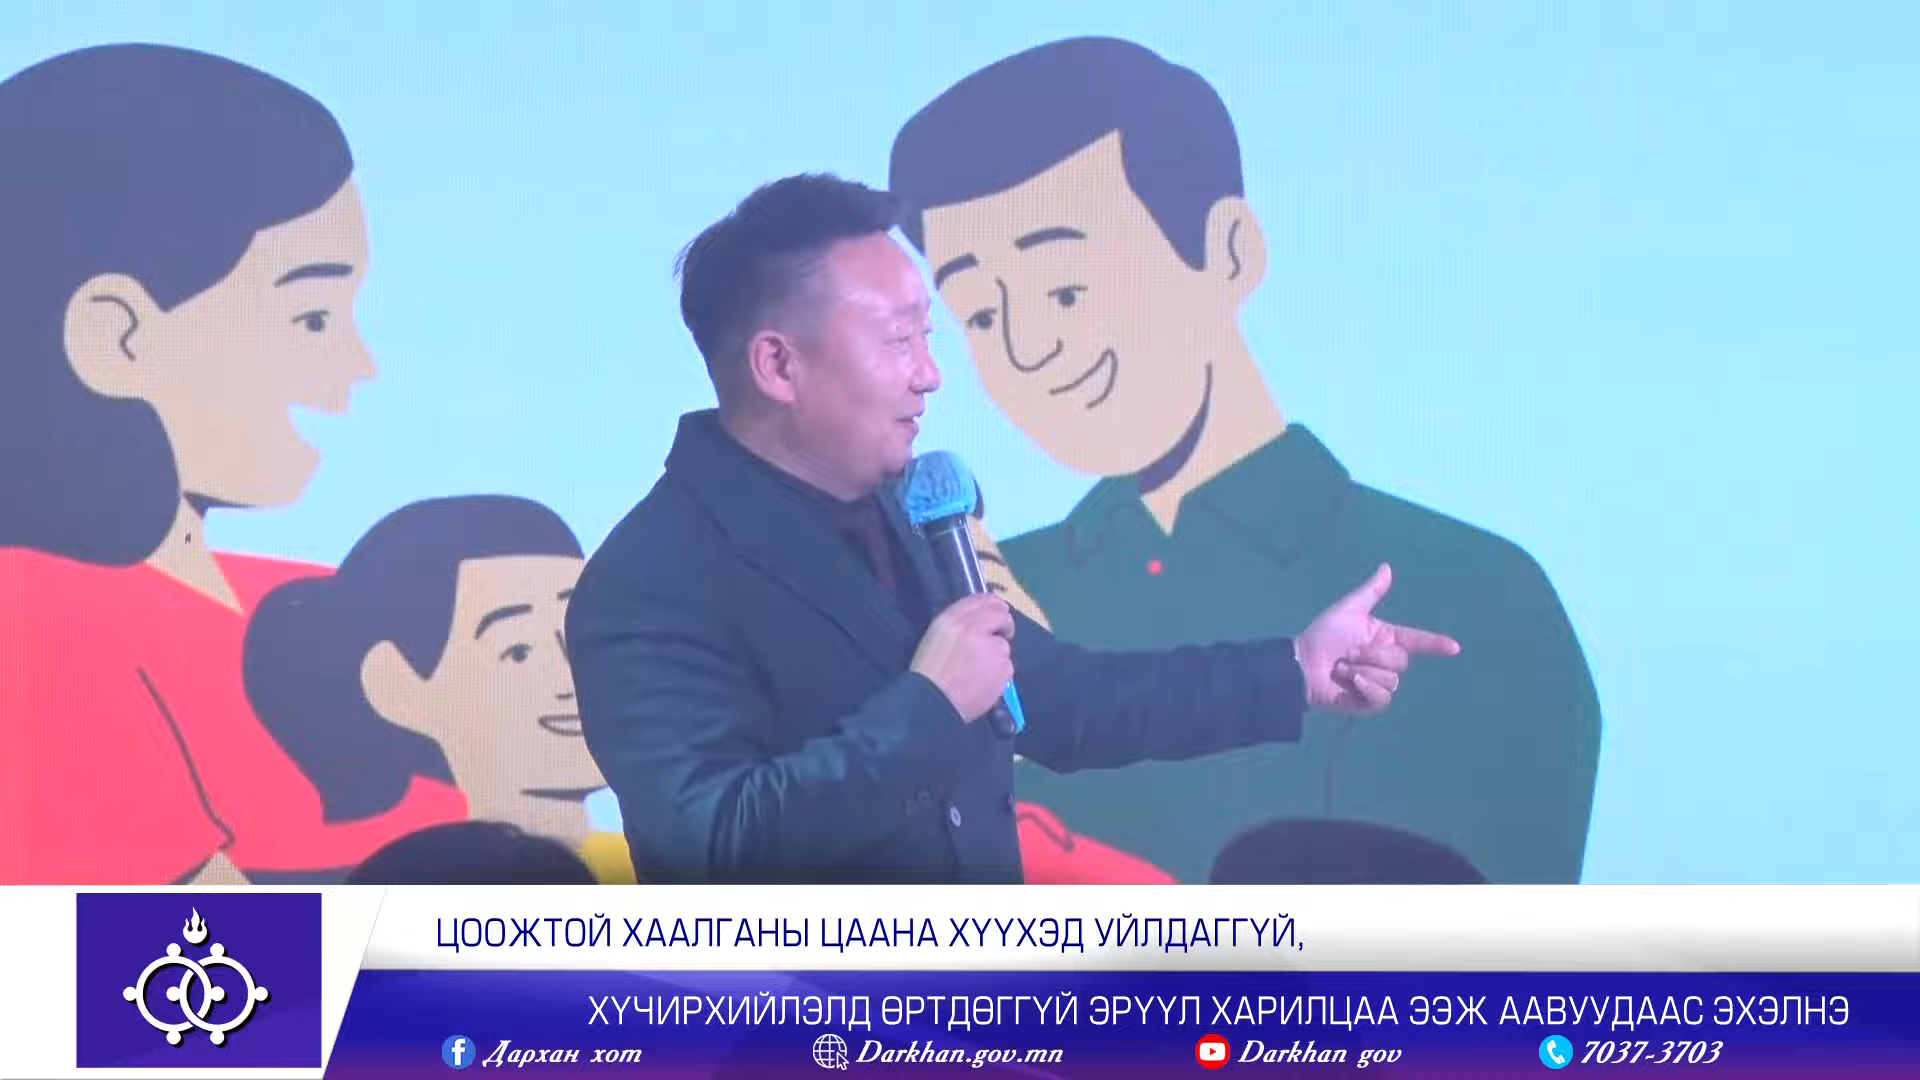 ЦООЖТОЙ ХААЛГАНЫ ЦААНА ХҮҮХЭД УЙЛДАГГҮЙ,
ХҮЧИРХИЙЛЭЛД ӨРТДӨГГҮЙ ЭРҮҮЛ ХАРИЛЦАА ЭЭЖ ААВУУДААС ЭХЭЛНЭ
Дархан хот Darkhan.gov.mn Darkhan gov 7037-3703